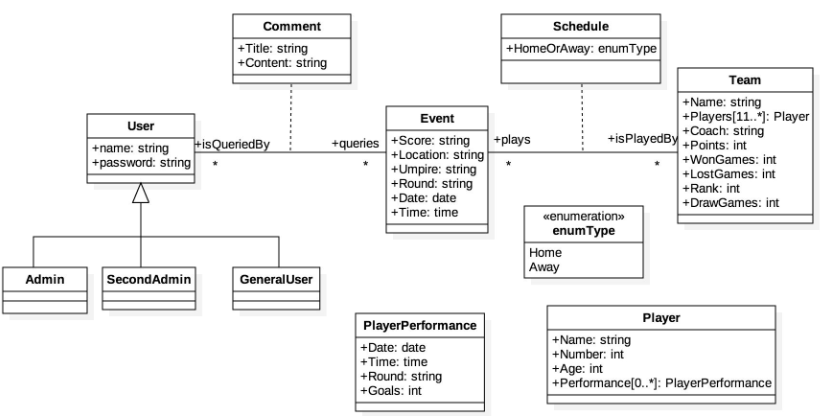 Comment
+Title: string
+Content: string
Schedule
+HomeOrAway: enumType
Team
+Name: string
+Players[11..*]: Player
+Coach: string
+Points: int
+WonGames: int
+LostGames: int
+Rank: int
+DrawGames: int
User
+name: string
+password: string
+isQueriedBy
*
+queries
*
Event
+Score: string
+Location: string
+Umpire: string
+Round: string
+Date: date
+Time: time
+plays
*
+isPlayedBy
*
«enumeration»
enumType
Home
Away
Admin
SecondAdmin
GeneralUser
PlayerPerformance
+Date: date
+Time: time
+Round: string
+Goals: int
Player
+Name: string
+Number: int
+Age: int
+Performance[0..*]: PlayerPerformance